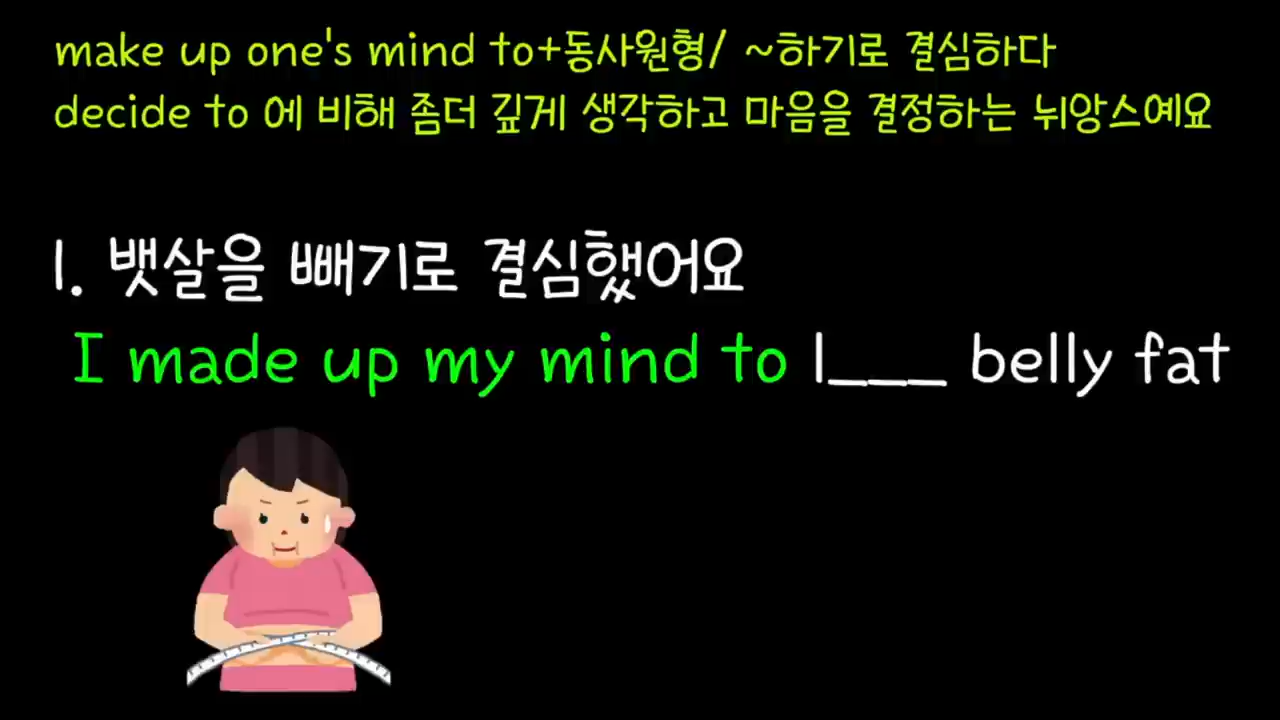 make up one's mind to+동사원형/ ~하기로 결심하다
decide to 에 비해 좀더 깊게 생각하고 마음을 결정하는 뉘앙스예요
1. 뱃살을 빼기로 결심했어요
I made up my mind to l___ belly fat